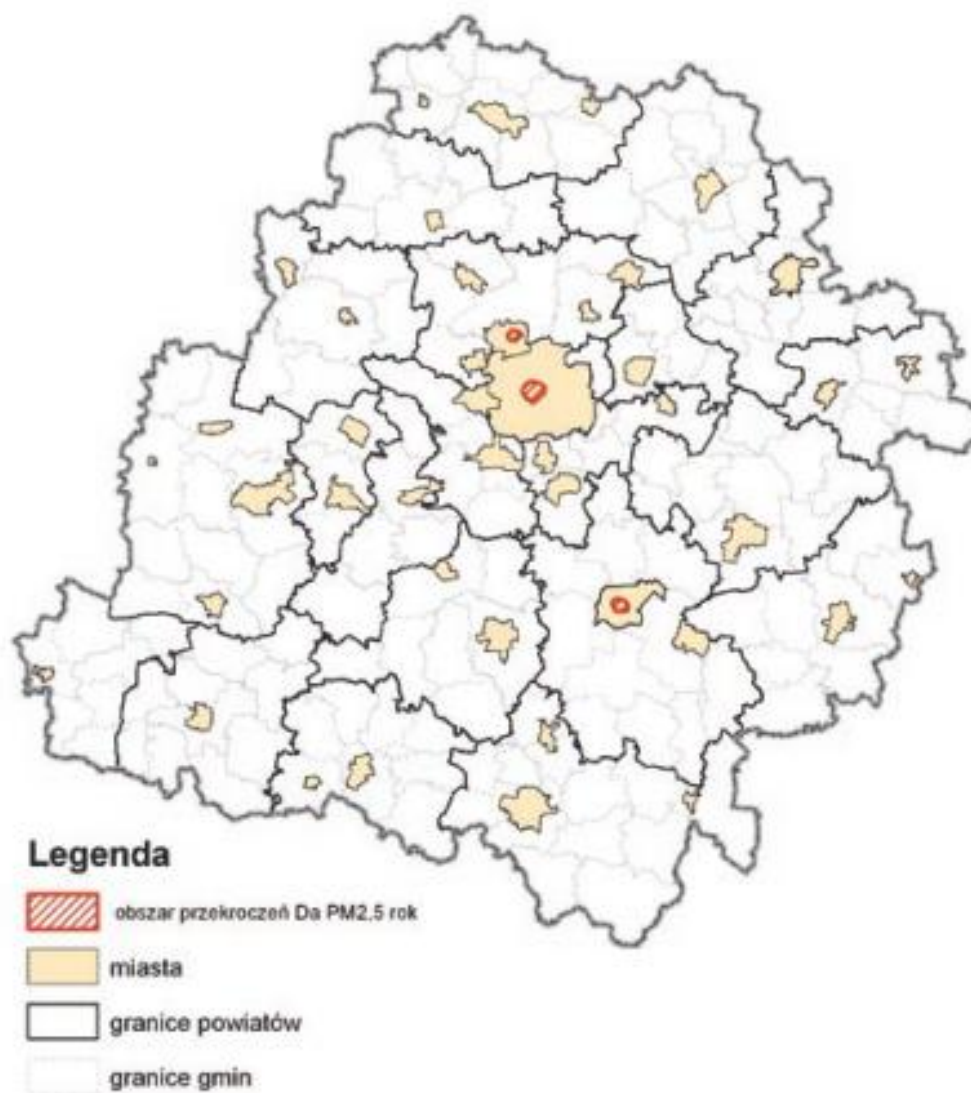 Legenda
obszar przekroczeń Da PM2,5 rok
miasta
granice powiatów
granice gmin